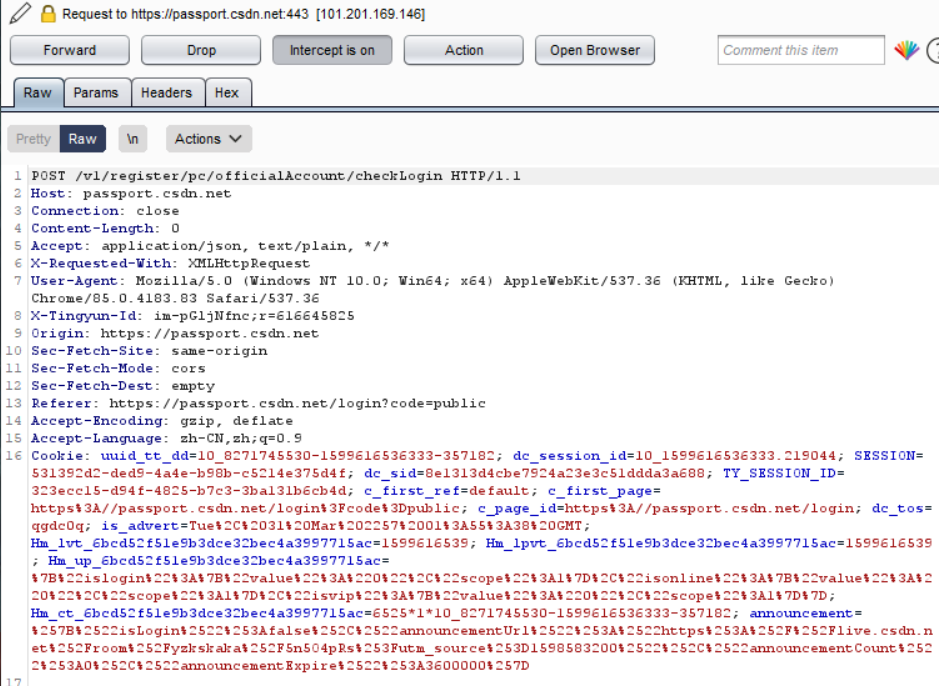 Request to https://passport.csdn.net:443 [101.201.169.146]
Forward Drop Intercept is on Action Open Browser Comment this item
Raw Params Headers Hex
Pretty Raw \n Actions
1 POST /v1/register/pc/officialAccount/checkLogin HTTP/1.1
2 Host: passport.csdn.net
3 Connection: close
4 Content-Length: 0
5 Accept: application/json, text/plain, */*
6 X-Requested-With: XMLHttpRequest
7 User-Agent: Mozilla/5.0 (Windows NT 10.0; Win64; x64) AppleWebKit/537.36 (KHTML, like Gecko)
Chrome/85.0.4183.83 Safari/537.36
8 X-Tingyun-Id: im-pGljNfnc;r=616645825
9 Origin: https://passport.csdn.net
10 Sec-Fetch-Site: same-origin
11 Sec-Fetch-Mode: cors
12 Sec-Fetch-Dest: empty
13 Referer: https://passport.csdn.net/login?code=public
14 Accept-Encoding: gzip, deflate
15 Accept-Language: zh-CN,zh;q=0.9
16 Cookie: uuid_tt_dd=10_8271745530-1599616536333-357182; dc_session_id=10_1599616536333.219044; SESSION=
531392d2-ded9-4a4e-b98b-c5214e375d4f; dc_sid=8e1313d4cbe7924a23e3c51ddda3a688; TY_SESSION_ID=
323ecc15-d94f-4825-b7c3-3ba131b6cb4d; c_first_ref=default; c_first_page=
https%3A//passport.csdn.net/login%3Fcode%3Dpublic; c_page_id=https%3A//passport.csdn.net/login; dc_tos=
qgdc0q; is_advert=Tue%2C%2031%20Mar%202257%2001%3A55%3A38%20GMT;
Hm_lvt_6bcd52f51e9b3dce32bec4a3997715ac=1599616539; Hm_lpvt_6bcd52f51e9b3dce32bec4a3997715ac=1599616539
; Hm_up_6bcd52f51e9b3dce32bec4a3997715ac=
%7B%22islogin%22%3A%7B%22value%22%3A%220%22%2C%22scope%22%3A1%7D%2C%22isonline%22%3A%7B%22value%22%3A%2
20%22%2C%22scope%22%3A1%7D%2C%22isvip%22%3A%7B%22value%22%3A%220%22%2C%22scope%22%3A1%7D%7D;
Hm_ct_6bcd52f51e9b3dce32bec4a3997715ac=6525*1*10_8271745530-1599616536333-357182; announcement=
%257B%2522isLogin%2522%253Afalse%252C%2522announcementUrl%2522%253A%2522https%253A%252F%252Flive.csdn.n
et%252Froom%252Fyzkskaka%252F5n5O4pRs%253Futm_source%253D1598583200%2522%252C%2522announcementCount%252
2%253A0%252C%2522announcementExpire%2522%253A3600000%257D
17